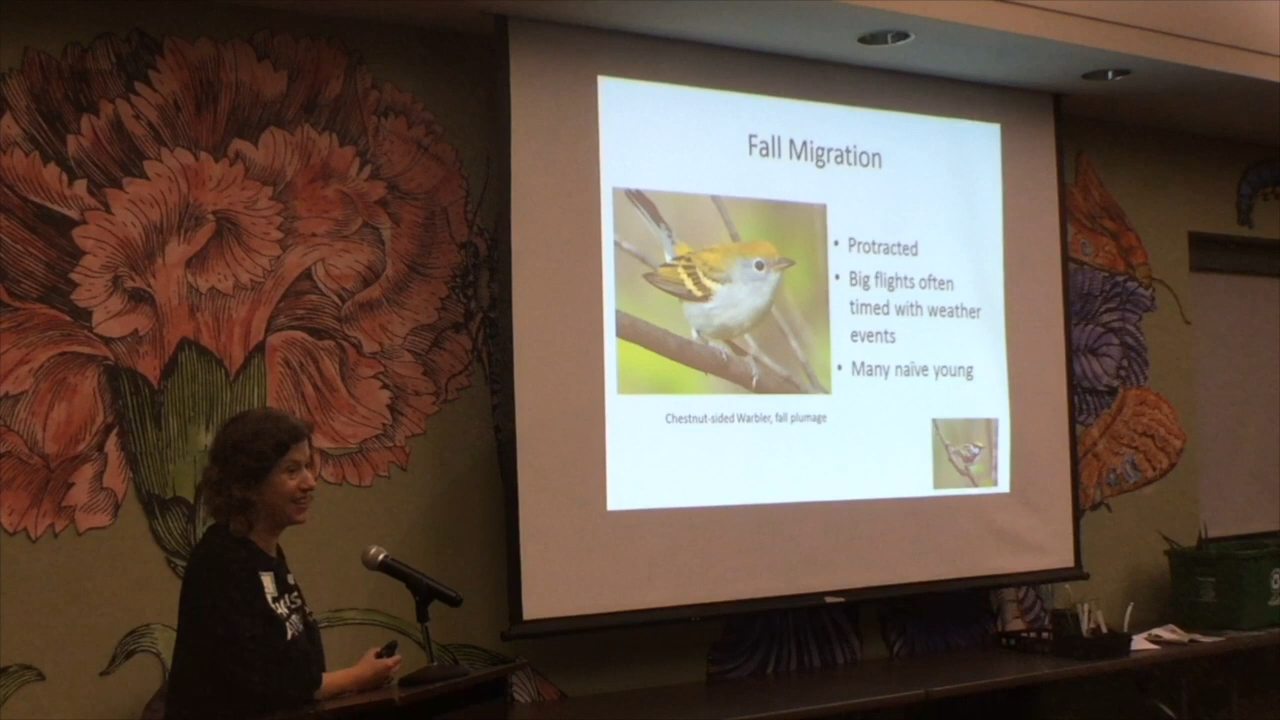 Fall Migration
• Protracted
• Big flights often
timed with weather
events
• Many naïve young
Chestnut-sided Warbler, fall plumage